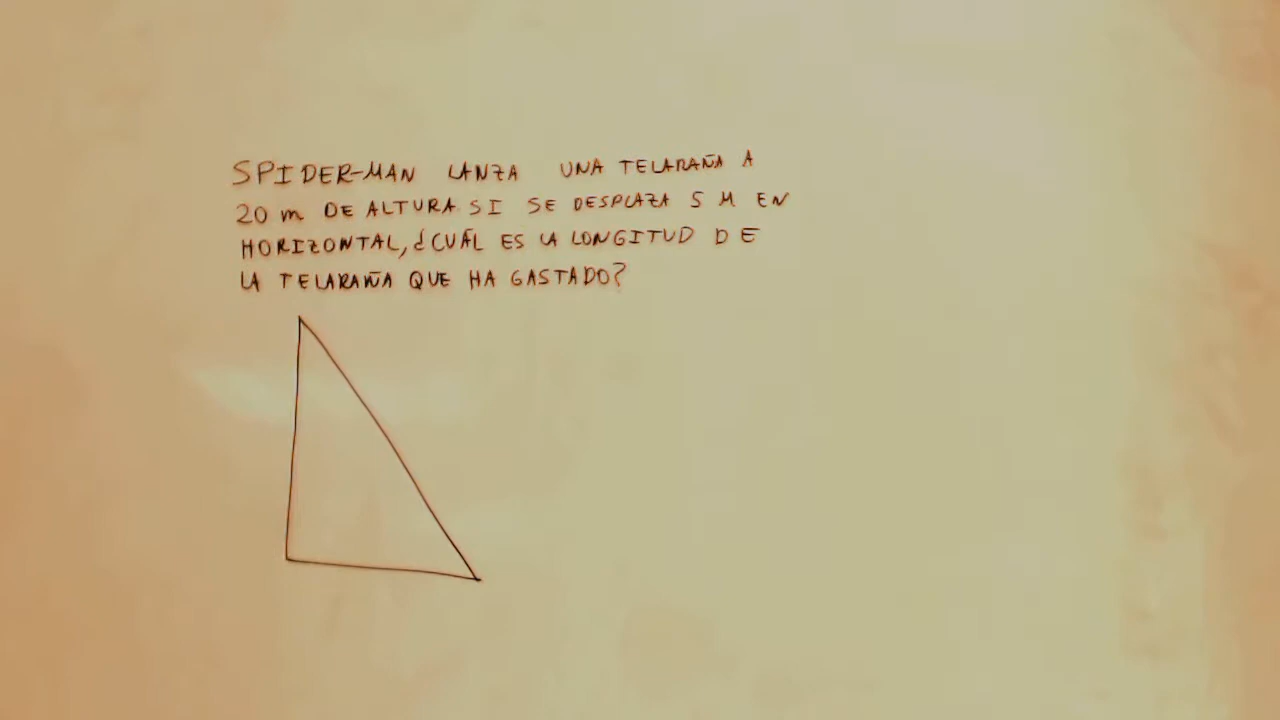 SPIDER-MAN LANZA UNA TELARAÑA A
20 m DE ALTURA. SI SE DESPLAZA 5 M EN
HORIZONTAL, ¿CUÁL ES LA LONGITUD DE
LA TELARAÑA QUE HA GASTADO?